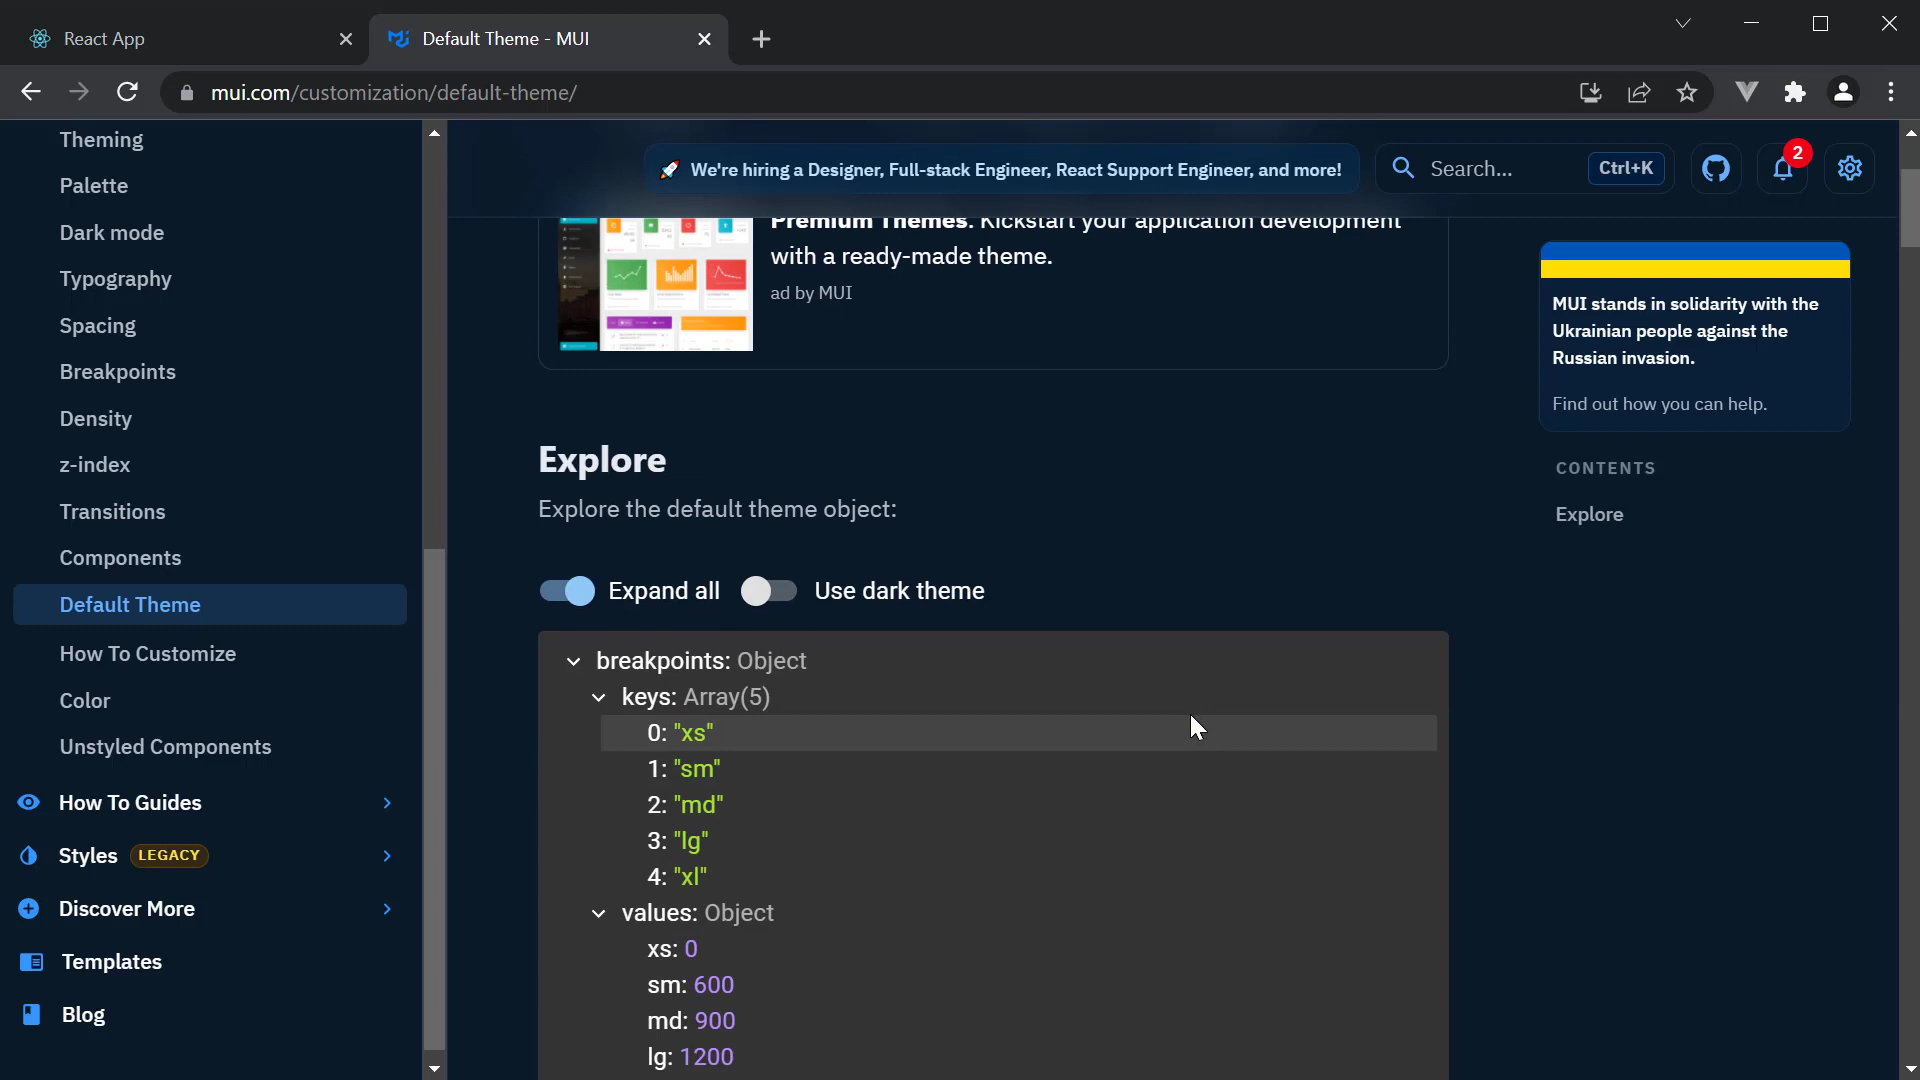 React App
Default Theme - MUI
mui.com/customization/default-theme/
Theming
Palette
Dark mode
Typography
Spacing
Breakpoints
Density
z-index
Transitions
Components
Default Theme
How To Customize
Color
Unstyled Components
How To Guides
Styles LEGACY
Discover More
Templates
Blog
🚀 We're hiring a Designer, Full-stack Engineer, React Support Engineer, and more!
Search... Ctrl+K
2
Premium Themes. Kickstart your application development
with a ready-made theme.
ad by MUI
Explore
Explore the default theme object:
Expand all Use dark theme
breakpoints: Object
keys: Array(5)
0: "xs"
1: "sm"
2: "md"
3: "lg"
4: "xl"
values: Object
xs: 0
sm: 600
md: 900
lg: 1200
MUI stands in solidarity with the
Ukrainian people against the
Russian invasion.
Find out how you can help.
CONTENTS
Explore